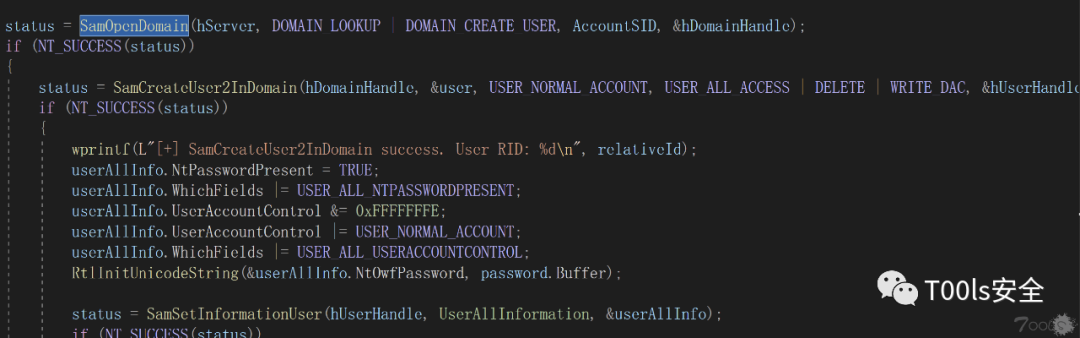 status = SamOpenDomain(hServer, DOMAIN_LOOKUP | DOMAIN_CREATE_USER, AccountSID, &hDomainHandle);
if (NT_SUCCESS(status))
{
status = SamCreateUser2InDomain(hDomainHandle, &user, USER_NORMAL_ACCOUNT, USER_ALL_ACCESS | DELETE | WRITE_DAC, &hUserHandle
if (NT_SUCCESS(status))
{
wprintf(L"[+] SamCreateUser2InDomain success. User RID: %d\n", relativeId);
userAllInfo.NtPasswordPresent = TRUE;
userAllInfo.WhichFields |= USER_ALL_NTPASSWORDPRESENT;
userAllInfo.UserAccountControl &= 0xFFFFFFFE;
userAllInfo.UserAccountControl |= USER_NORMAL_ACCOUNT;
userAllInfo.WhichFields |= USER_ALL_USERACCOUNTCONTROL;
RtlInitUnicodeString(&userAllInfo.NtOwfPassword, password.Buffer);
T00ls安全
status = SamSetInformationUser(hUserHandle, UserAllInformation, &userAllInfo);
if (NT_SUCCESS(status))